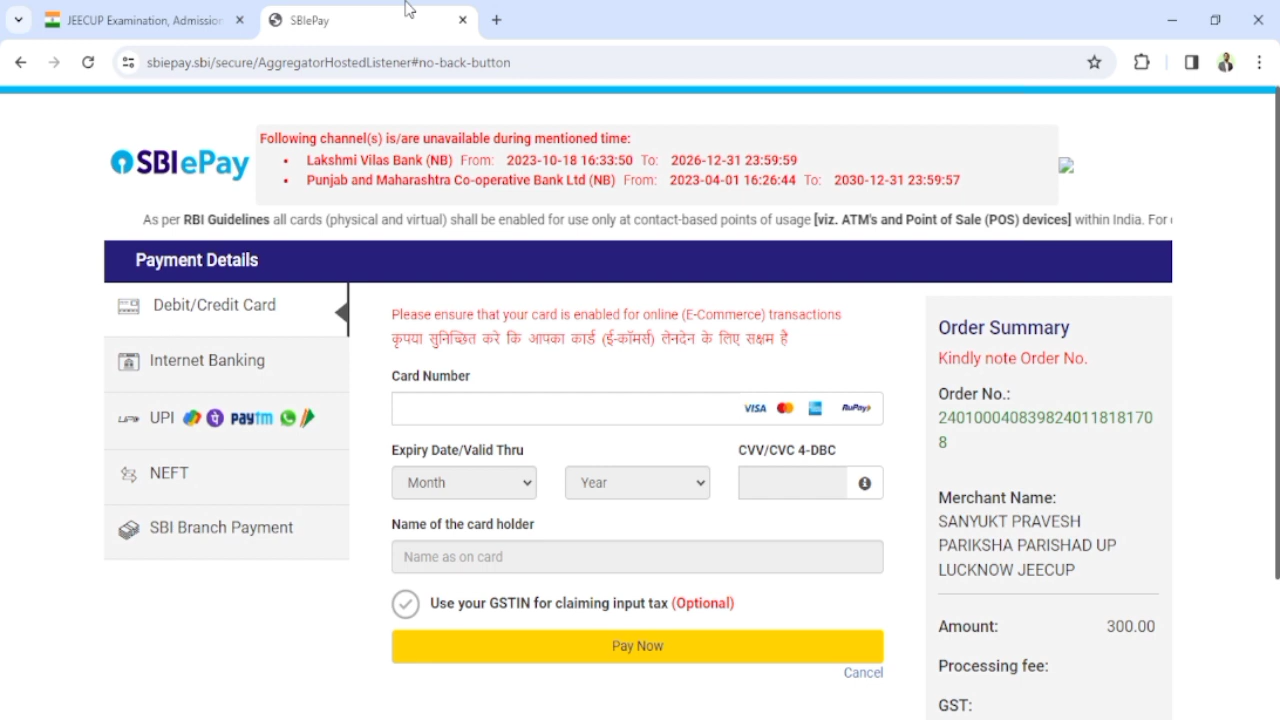 JEECUP Examination, Admission
SBIePay
sbiepay.sbi/secure/AggregatorHostedListener#no-back-button
SBIePay
Following channel(s) is/are unavailable during mentioned time:
• Lakshmi Vilas Bank (NB) From: 2023-10-18 16:33:50 To: 2026-12-31 23:59:59
• Punjab and Maharashtra Co-operative Bank Ltd (NB) From: 2023-04-01 16:26:44 To: 2030-12-31 23:59:57
As per RBI Guidelines all cards (physical and virtual) shall be enabled for use only at contact-based points of usage [viz. ATM's and Point of Sale (POS) devices] within India. For
Payment Details
Debit/Credit Card
Internet Banking
UPI paytm
NEFT
SBI Branch Payment
Please ensure that your card is enabled for online (E-Commerce) transactions
कृपया सुनिच्छित करे कि आपका कार्ड (ई-कॉमर्स) लेनदेन के लिए सक्षम है
Card Number
VISA RuPay
Expiry Date/Valid Thru
CVV/CVC 4-DBC
Month
Year
Name of the card holder
Name as on card
Use your GSTIN for claiming input tax (Optional)
Pay Now
Cancel
Order Summary
Kindly note Order No.
Order No.:
240100040839824011818170
8
Merchant Name:
SANYUKT PRAVESH
PARIKSHA PARISHAD UP
LUCKNOW JEECUP
Amount: 300.00
Processing fee:
GST: